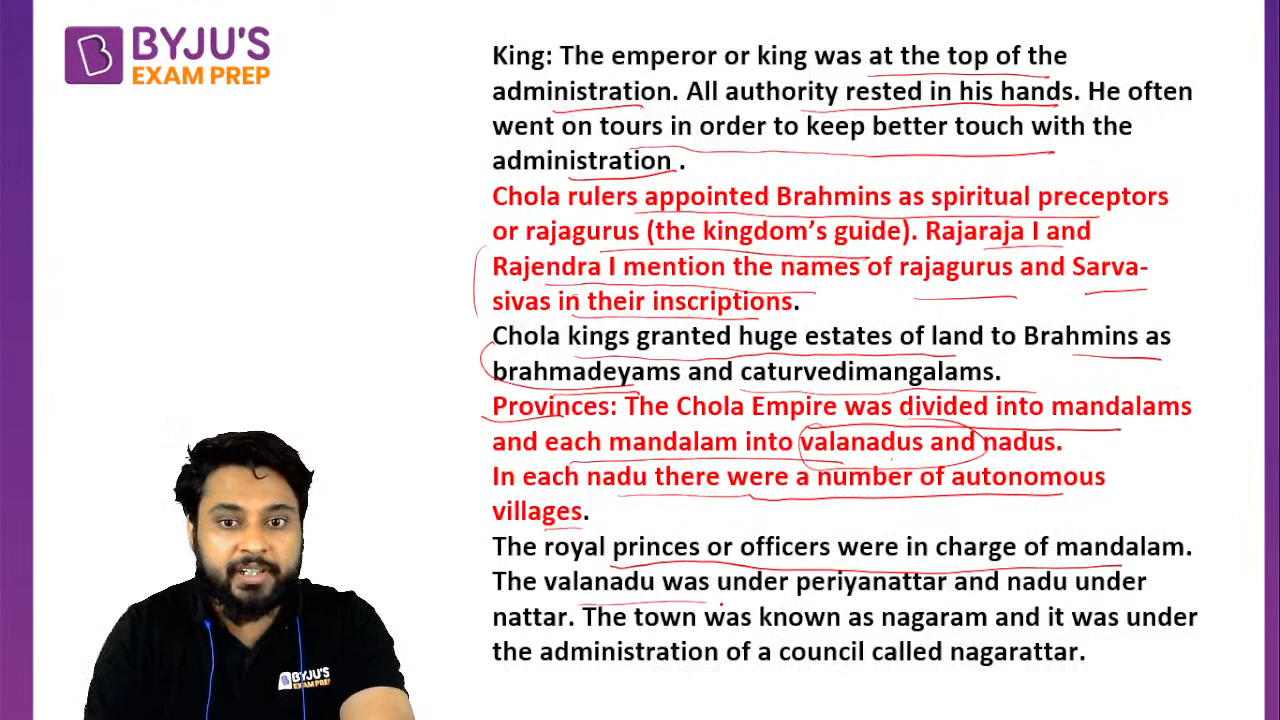 BYJU'S
EXAM PREP
King: The emperor or king was at the top of the
administration. All authority rested in his hands. He often
went on tours in order to keep better touch with the
administration .
Chola rulers appointed Brahmins as spiritual preceptors
or rajagurus (the kingdom’s guide). Rajaraja I and
Rajendra I mention the names of rajagurus and Sarva-
sivas in their inscriptions.
Chola kings granted huge estates of land to Brahmins as
brahmadeyams and caturvedimangalams.
Provinces: The Chola Empire was divided into mandalams
and each mandalam into valanadus and nadus.
In each nadu there were a number of autonomous
villages.
The royal princes or officers were in charge of mandalam.
The valanadu was under periyanattar and nadu under
nattar. The town was known as nagaram and it was under
the administration of a council called nagarattar.
BYJU'S
EXAM PREP